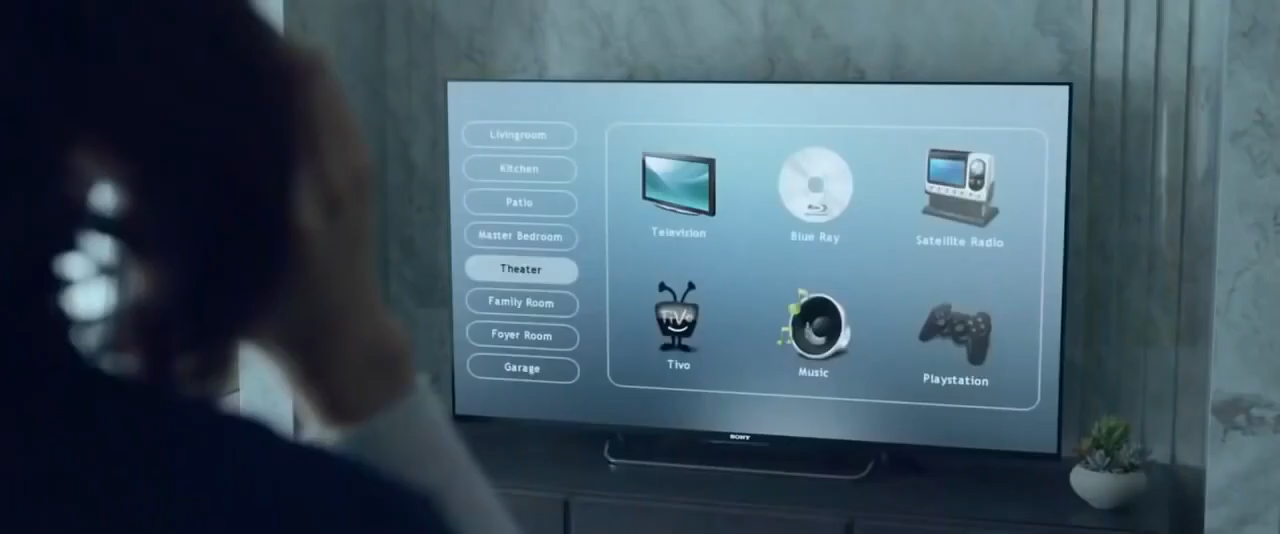 Livingroom
Kitchen
Patio
Master Bedroom
Theater
Family Room
Foyer Room
Garage
Television
Blue Ray
Satellite Radio
TiVo
Tivo
Music
Playstation
SONY